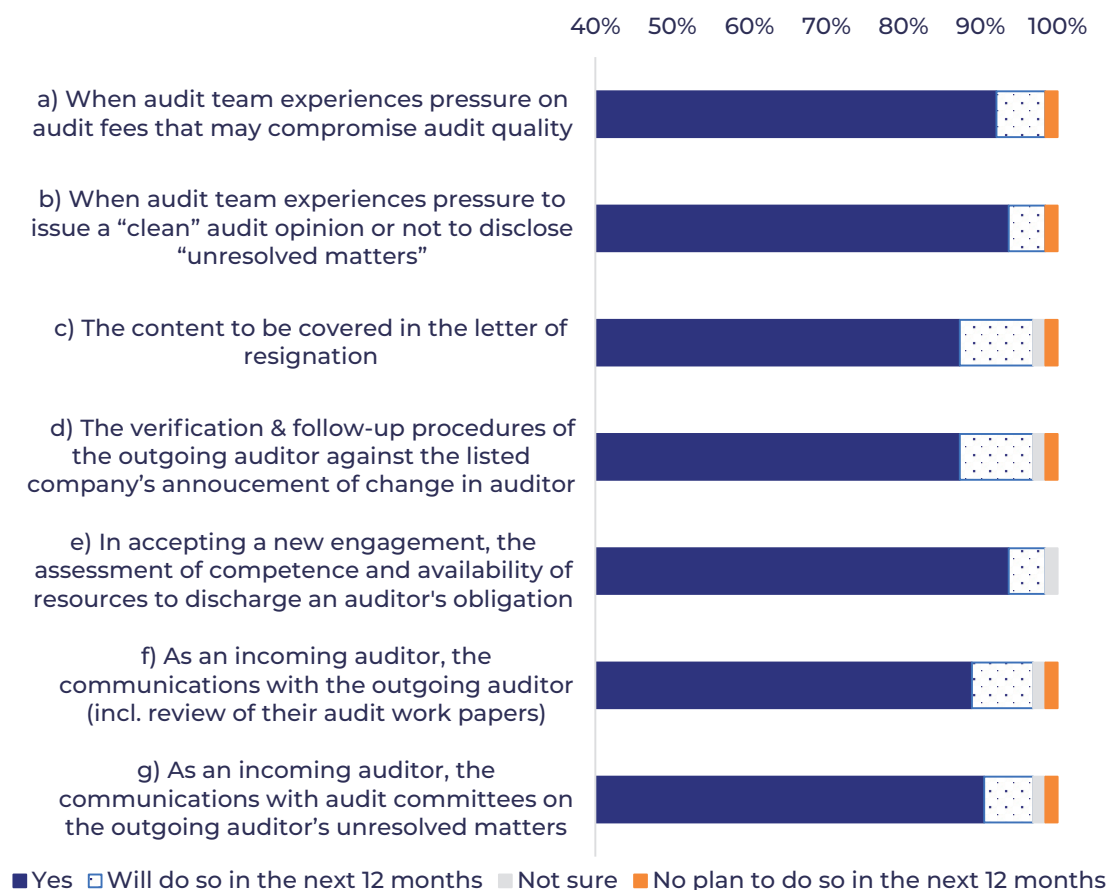 40% 50% 60% 70% 80% 90% 100%
a) When audit team experiences pressure on
audit fees that may compromise audit quality
b) When audit team experiences pressure to
issue a “clean” audit opinion or not to disclose
“unresolved matters”
c) The content to be covered in the letter of
resignation
d) The verification & follow-up procedures of
the outgoing auditor against the listed
company’s annoucement of change in auditor
e) In accepting a new engagement, the
assessment of competence and availability of
resources to discharge an auditor's obligation
f) As an incoming auditor, the
communications with the outgoing auditor
(incl. review of their audit work papers)
g) As an incoming auditor, the
communications with audit committees on
the outgoing auditor’s unresolved matters
Yes Will do so in the next 12 months Not sure No plan to do so in the next 12 months